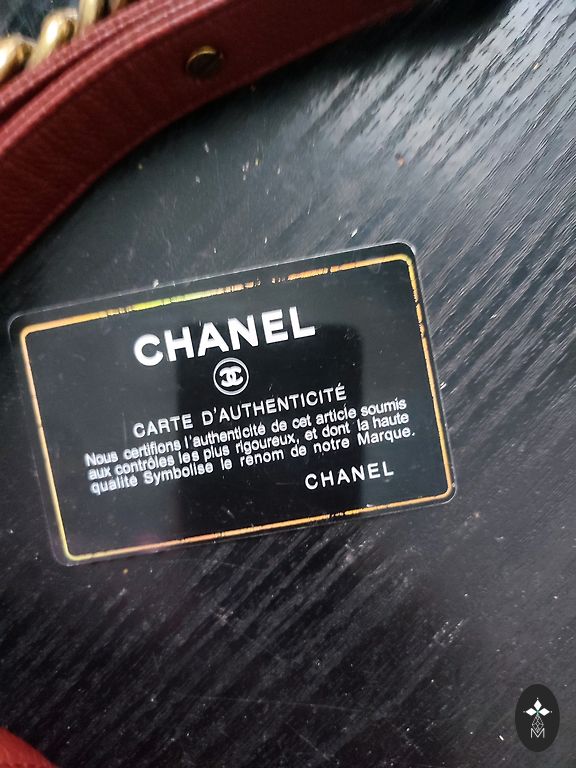 CHANEL
CARTE D'AUTHENTICITÉ
Nous certifions l'authenticité de cet article soumis
aux contrôles les plus rigoureux, et dont la haute
qualité Symbolise le renom de notre Marque.
CHANEL
M